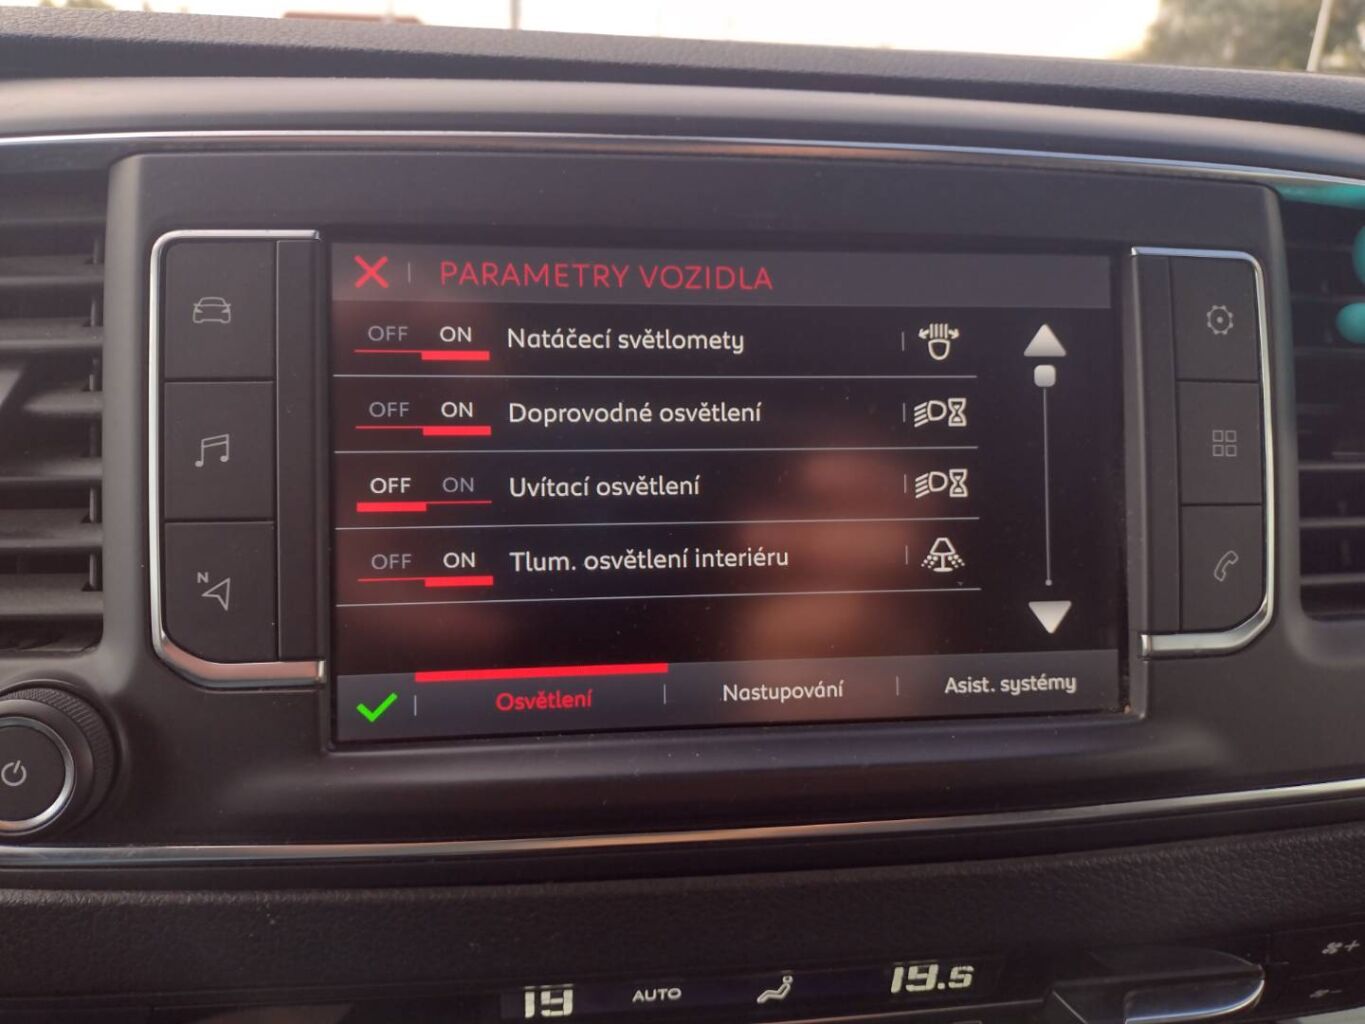 PARAMETRY VOZIDLA
OFF ON Natáčecí světlomety
OFF ON Doprovodné osvětlení
OFF ON Uvítací osvětlení
OFF ON Tlum. osvětlení interiéru
Osvětlení Nastupování Asist. systémy
N
19 AUTO 19.5